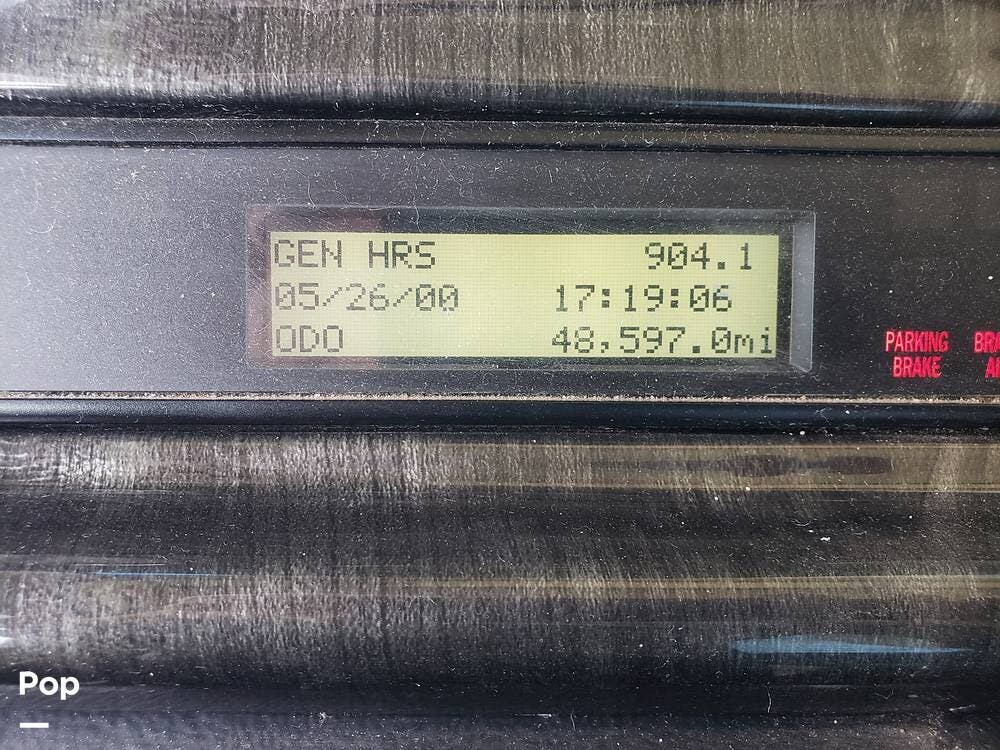 GEN HRS 904.1
05/26/00 17:19:06
ODO 48,597.0mi
PARKING
BRAKE
Pop